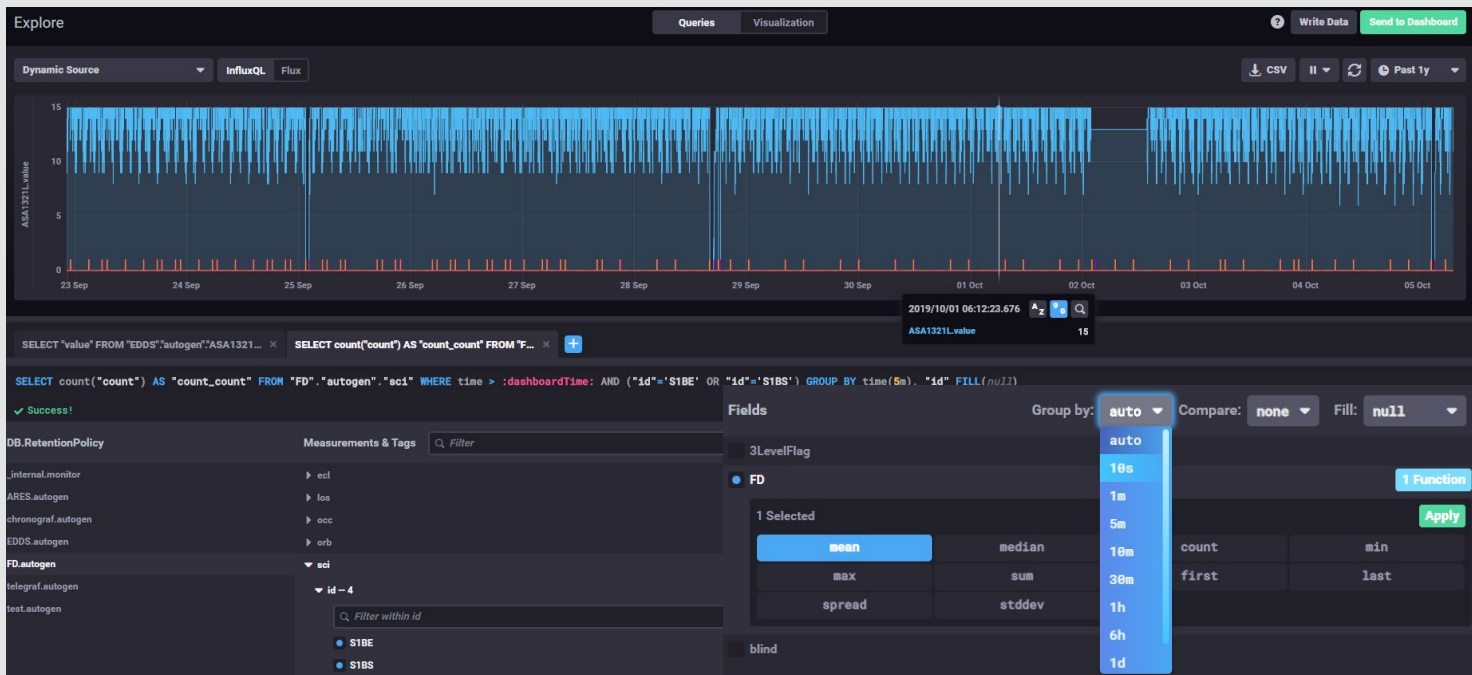 Explore
Queries Visualization
? Write Data Send to Dashboard
Dynamic Source InfluxQL Flux
CSV Past 1y
15
10
5
0
ASA1321L.value
23 Sep 24 Sep 25 Sep 26 Sep 27 Sep 28 Sep 29 Sep 30 Sep 01 Oct 02 Oct 03 Oct 04 Oct 05 Oct
2019/10/01 06:12:23.676 AZ 90
ASA1321L.value 15
SELECT "value" FROM "EDDS"."autogen"."ASA1321... × SELECT count("count") AS "count_count" FROM "F... × +
SELECT count("count") AS "count_count" FROM "FD"."autogen"."sci" WHERE time > :dashboardTime: AND ("id"='S1BE' OR "id"='S1BS') GROUP BY time(5m), "id" FILL(null)
Success!
DB.RetentionPolicy
_internal.monitor
ARES.autogen
chronograf.autogen
EDDS.autogen
FD.autogen
telegraf.autogen
test.autogen
Measurements & Tags Filter
ecl
los
occ
orb
sci
id – 4
Filter within id
S1BE
S1BS
Fields Group by: auto Compare: none Fill: null
auto
10s
1m
5m
10m
30m
1h
6h
1d
3LevelFlag
FD 1 Function
1 Selected Apply
mean median count min
max sum first last
spread stddev
blind